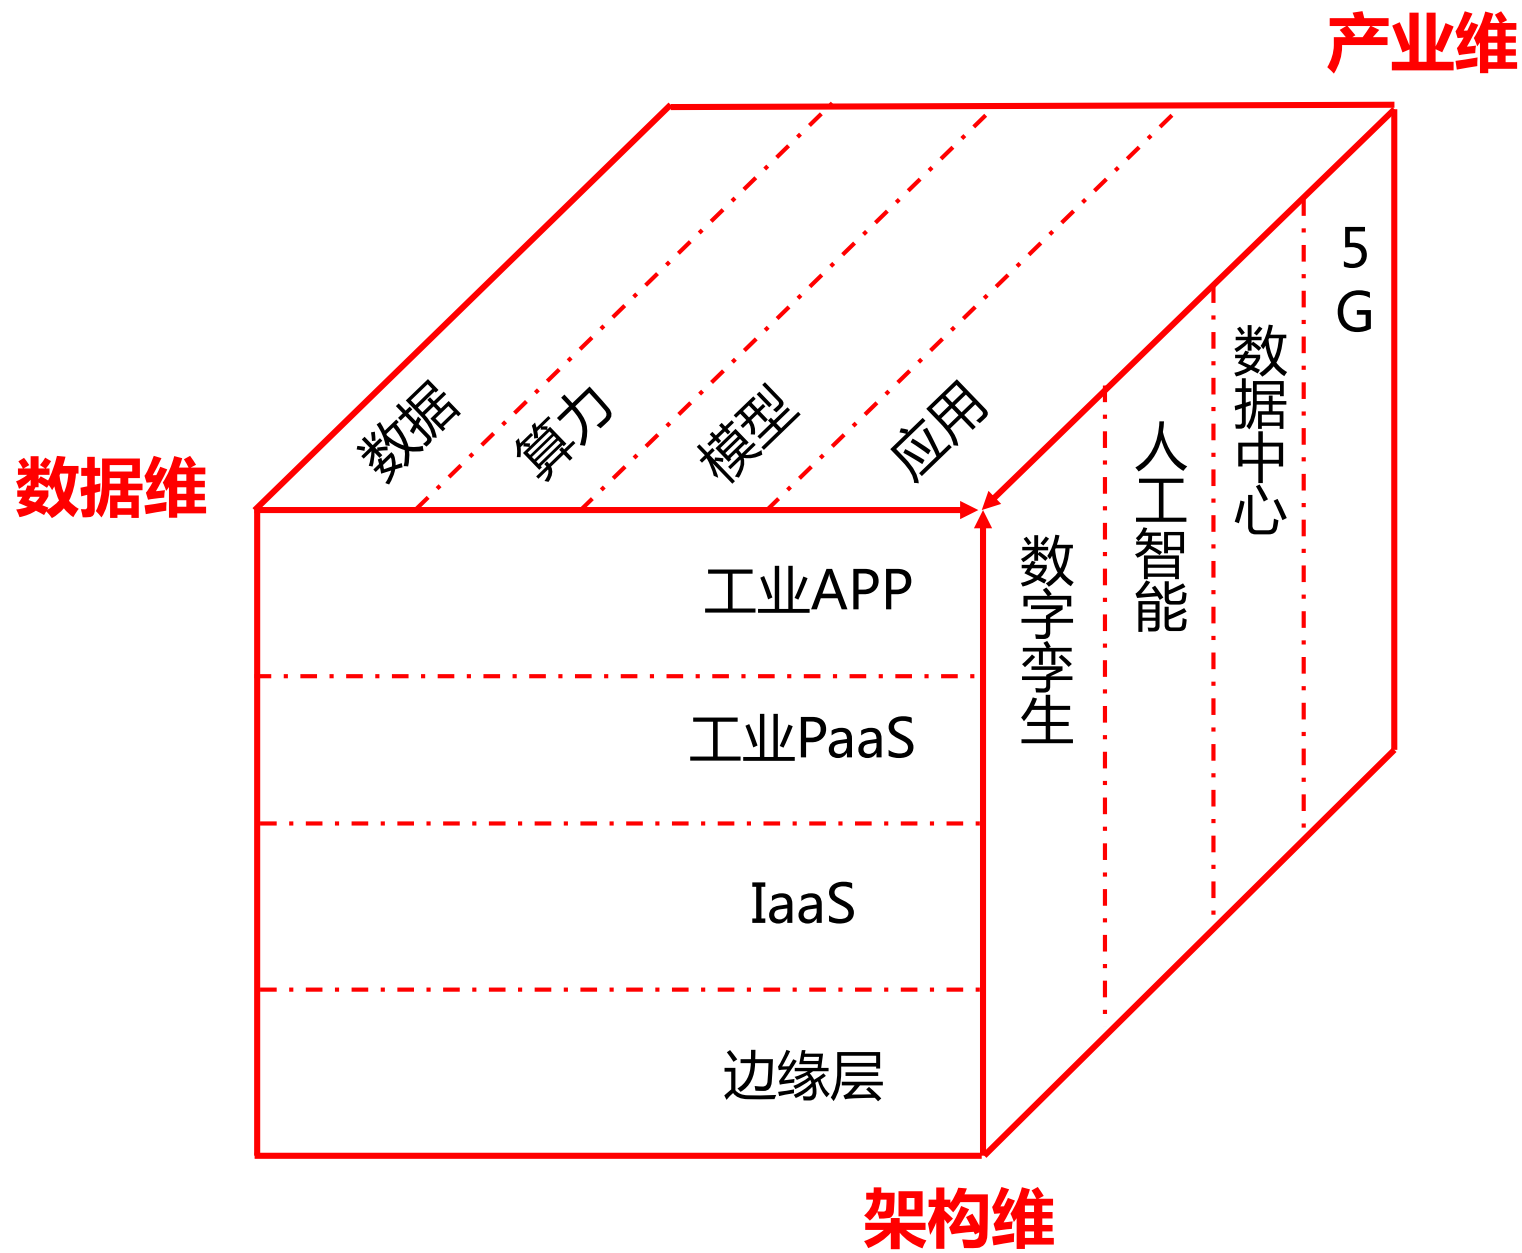 产业维
数据维
数据
算力
模型
应用
5G
数据中心
人工智能
数字孪生
工业APP
工业PaaS
IaaS
边缘层
架构维